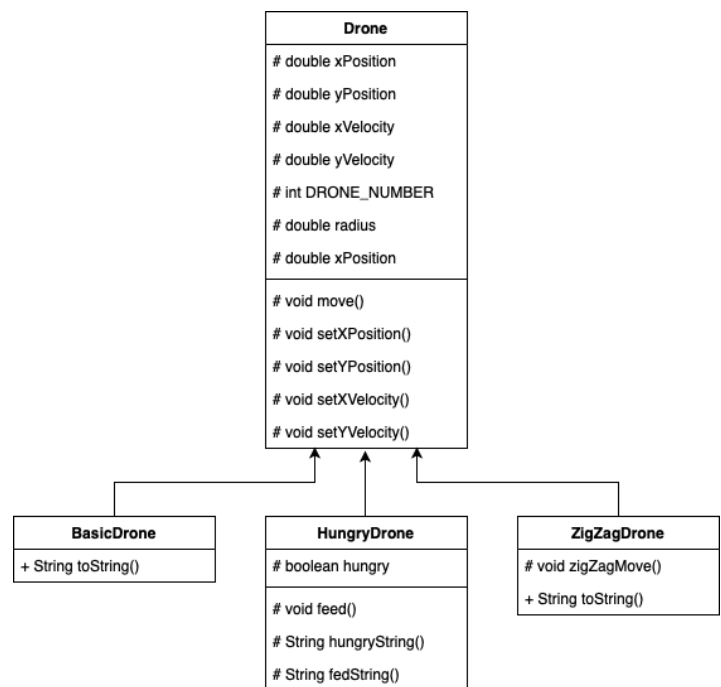 Drone
# double xPosition
# double yPosition
# double xVelocity
# double yVelocity
# int DRONE_NUMBER
# double radius
# double xPosition
# void move()
# void setXPosition()
# void setYPosition()
# void setXVelocity()
# void setYVelocity()
BasicDrone
+ String toString()
HungryDrone
# boolean hungry
# void feed()
# String hungryString()
# String fedString()
ZigZagDrone
# void zigZagMove()
+ String toString()